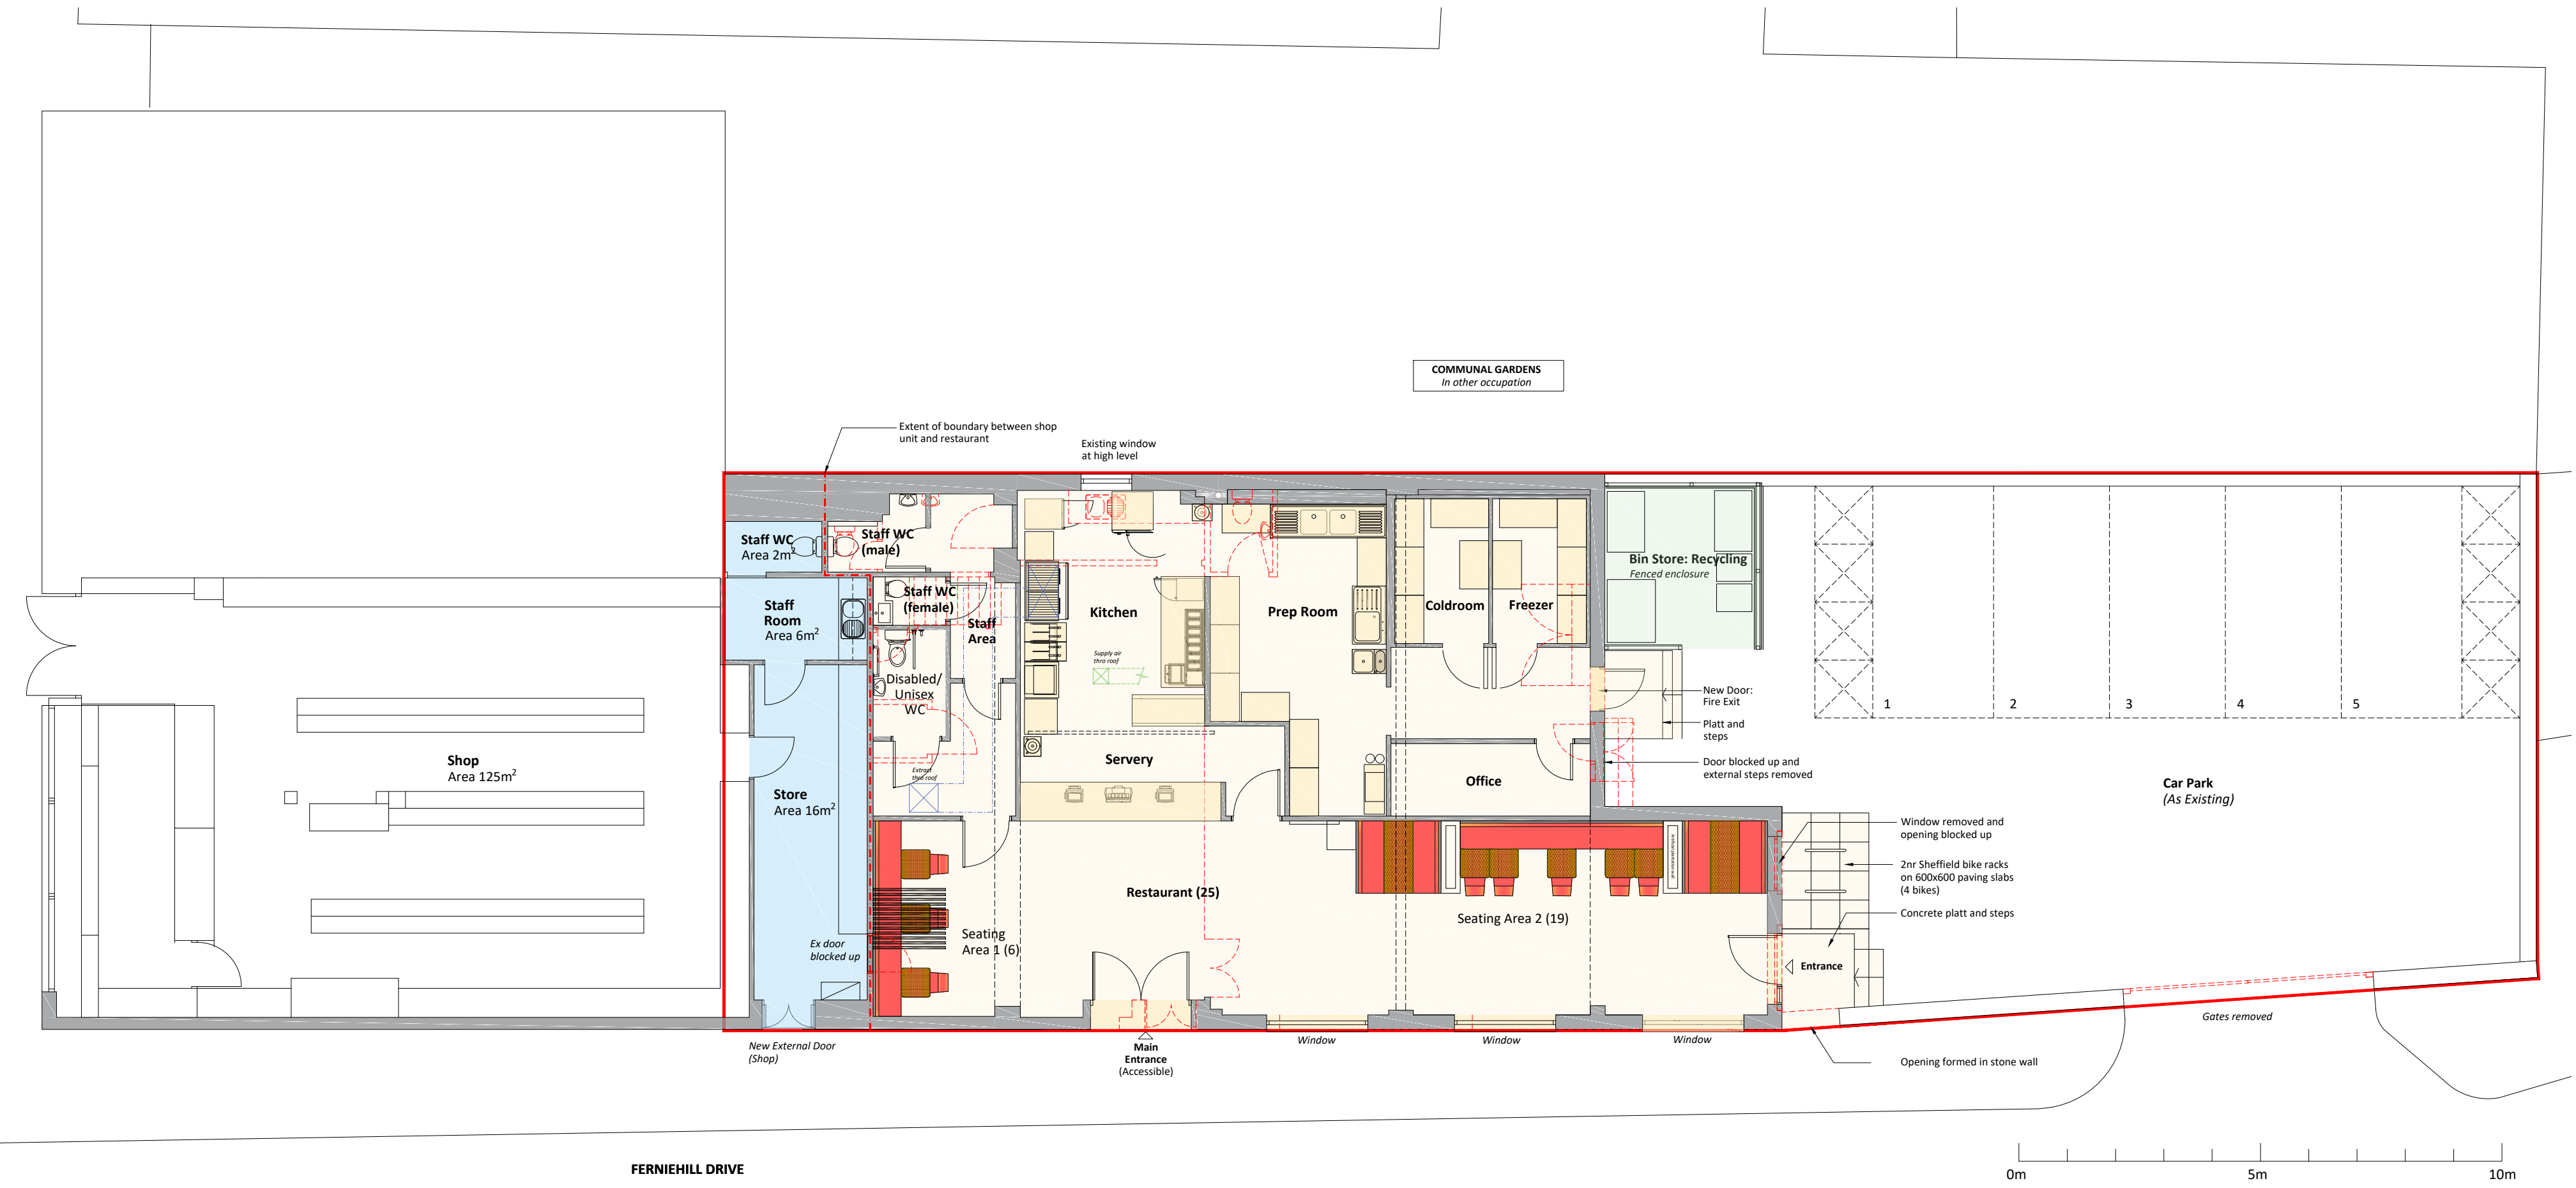 COMMUNAL GARDENS
In other occupation
Extent of boundary between shop
unit and restaurant
Existing window
at high level
Staff WC
Area 2m²
Staff WC
(male)
Staff
Room
Area 6m²
Staff WC
(female)
Staff
Area
Kitchen
Supply air
thro roof
Prep Room
Coldroom
Freezer
Bin Store: Recycling
Fenced enclosure
Disabled/
Unisex
WC
New Door:
Fire Exit
Platt and
steps
1
2
3
4
5
Shop
Area 125m²
Store
Area 16m²
Extract
thro roof
Servery
Office
Door blocked up and
external steps removed
Car Park
(As Existing)
Window removed and
opening blocked up
2nr Sheffield bike racks
on 600x600 paving slabs
(4 bikes)
Concrete platt and steps
Restaurant (25)
Seating
Area 1 (6)
Seating Area 2 (19)
Ex door
blocked up
Entrance
Gates removed
New External Door
(Shop)
Main
Entrance
(Accessible)
Window
Window
Window
Opening formed in stone wall
FERNIEHILL DRIVE
0m
5m
10m